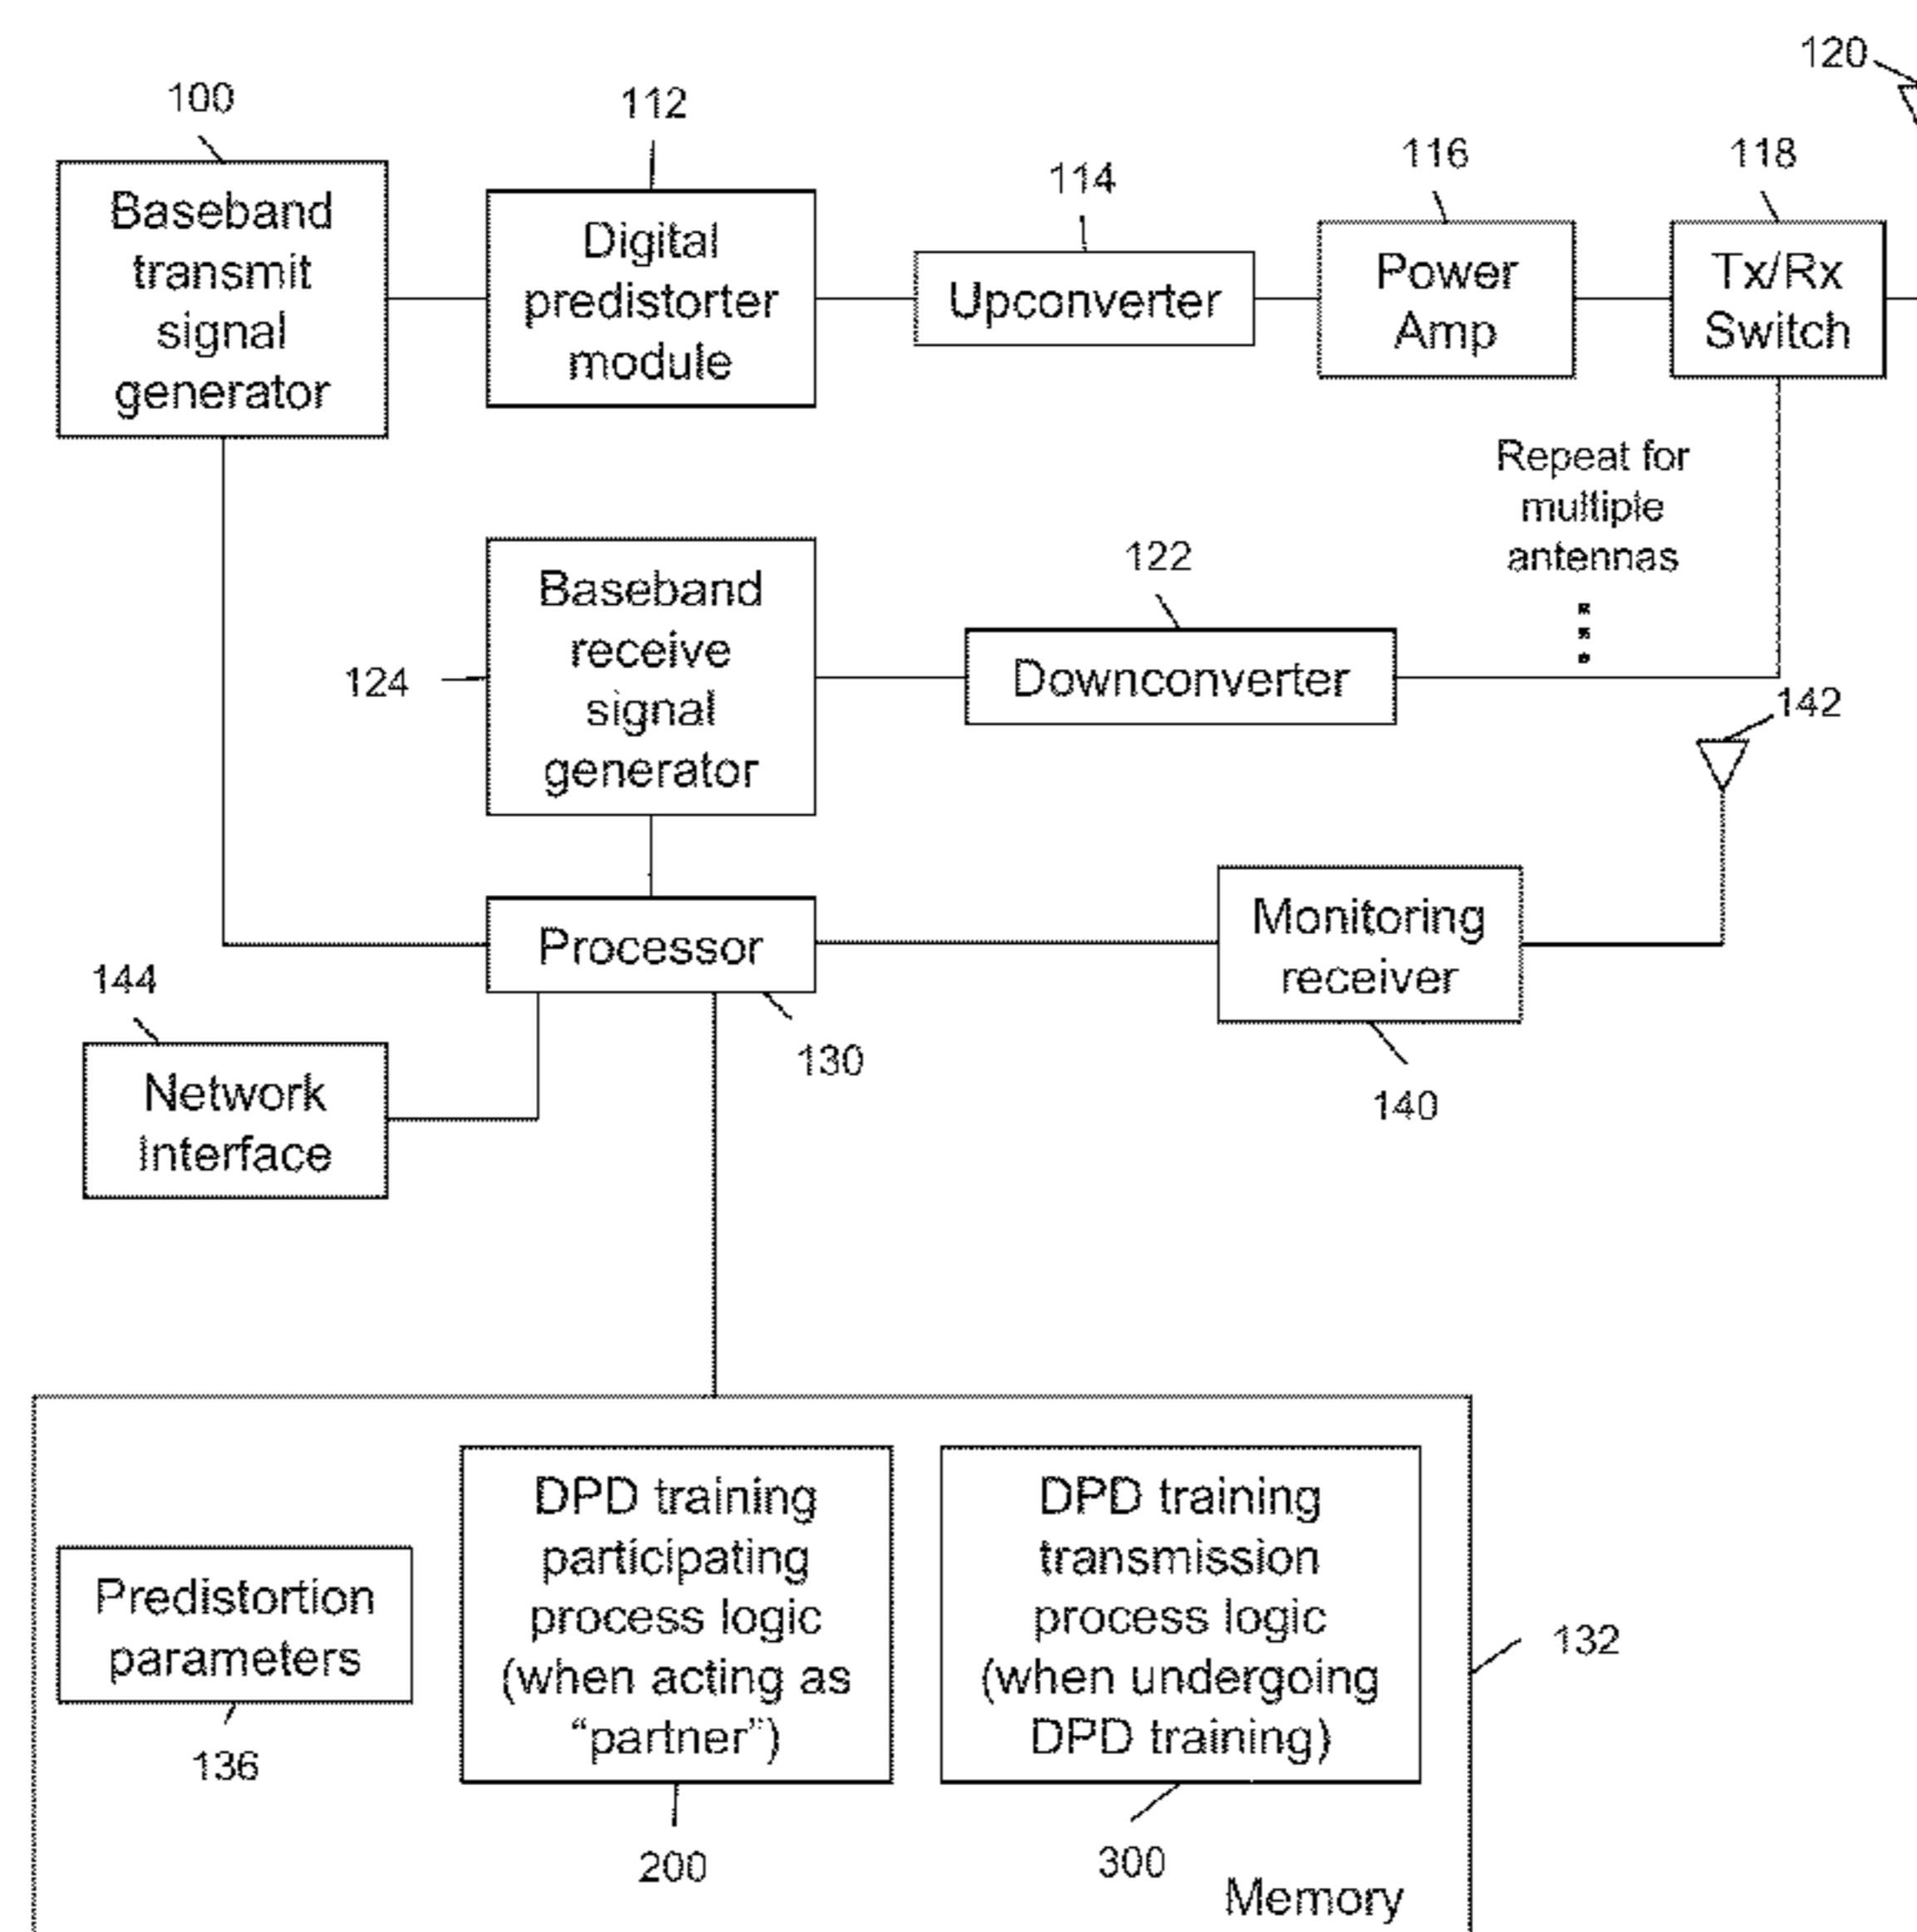 120
100
112
114
116
118
Baseband
transmit
signal
generator
Digital
predistorter
module
Upconverter
Power
Amp
Tx/Rx
Switch
Repeat for
multiple
antennas
122
124
Baseband
receive
signal
generator
Downconverter
142
Processor
130
Monitoring
receiver
140
144
Network
Interface
Predistortion
parameters
136
DPD training
participating
process logic
(when acting as
“partner”)
200
DPD training
transmission
process logic
(when undergoing
DPD training)
300
132
Memory